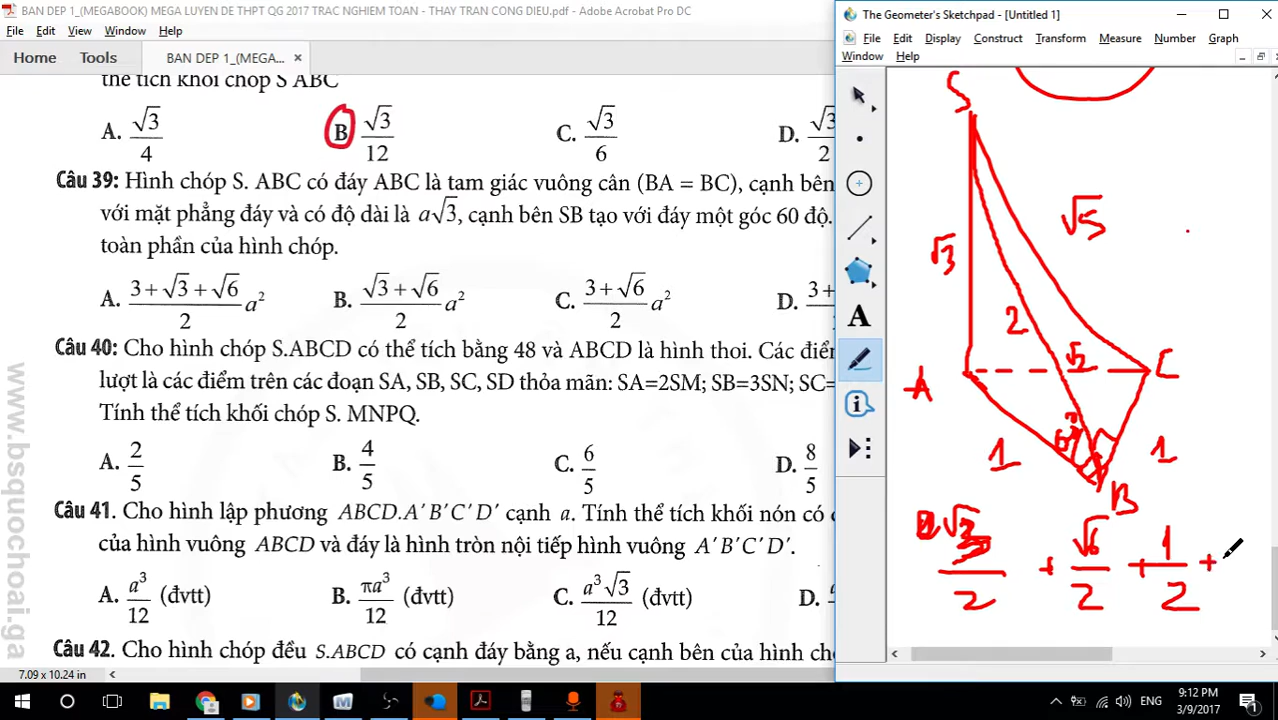 BAN DEP 1_(MEGABOOK) MEGA LUYEN DE THPT QG 2017 TRAC NGHIEM TOAN - THAY TRAN CONG DIEU.pdf - Adobe Acrobat Pro DC
File Edit View Window Help
Home Tools BAN DEP 1_(MEGA... ×
thể tích khối chóp S ABC
A. √3/4 B √3/12 C. √3/6 D. √3/2
Câu 39: Hình chóp S. ABC có đáy ABC là tam giác vuông cân (BA = BC), cạnh bên
với mặt phẳng đáy và có độ dài là a√3, cạnh bên SB tạo với đáy một góc 60 độ.
toàn phần của hình chóp.
A. (3+√3+√6)/2 a² B. (√3+√6)/2 a² C. (3+√6)/2 a² D. 3+
Câu 40: Cho hình chóp S.ABCD có thể tích bằng 48 và ABCD là hình thoi. Các điể
lượt là các điểm trên các đoạn SA, SB, SC, SD thỏa mãn: SA=2SM; SB=3SN; SC=
Tính thể tích khối chóp S. MNPQ.
A. 2/5 B. 4/5 C. 6/5 D. 8/5
Câu 41. Cho hình lập phương ABCD.A'B'C'D' cạnh a. Tính thể tích khối nón có
của hình vuông ABCD và đáy là hình tròn nội tiếp hình vuông A'B'C'D'.
A. a³/12 (đvtt) B. πa³/12 (đvtt) C. a³√3/12 (đvtt) D.
Câu 42. Cho hình chóp đều S.ABCD có cạnh đáy bằng a, nếu cạnh bên của hình ch
7.09 x 10.24 in
www.bsquochoai.ga
The Geometer's Sketchpad - [Untitled 1]
File Edit Display Construct Transform Measure Number Graph
Window Help
A
S
√5
√3
2
√2
A
C
1
1
B
2 + √6/2 + 1/2 +
ENG
9:12 PM
3/9/2017